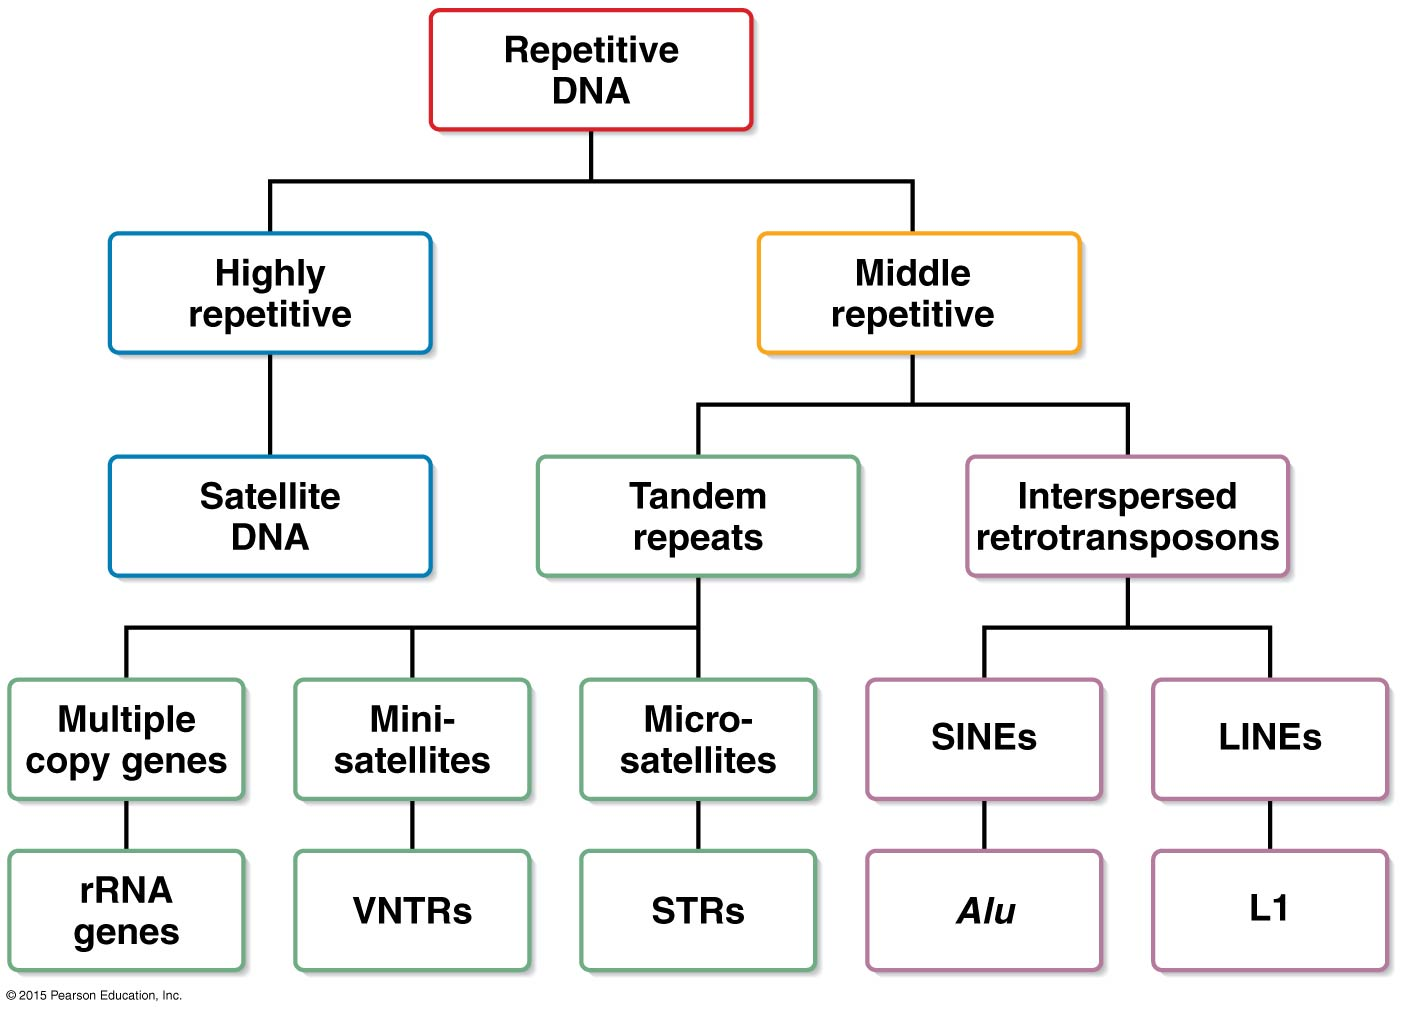 Repetitive
DNA
Highly
repetitive
Middle
repetitive
Satellite
DNA
Tandem
repeats
Interspersed
retrotransposons
Multiple
copy genes
Mini-
satellites
Micro-
satellites
SINEs
LINEs
rRNA
genes
VNTRs
STRs
Alu
L1
© 2015 Pearson Education, Inc.